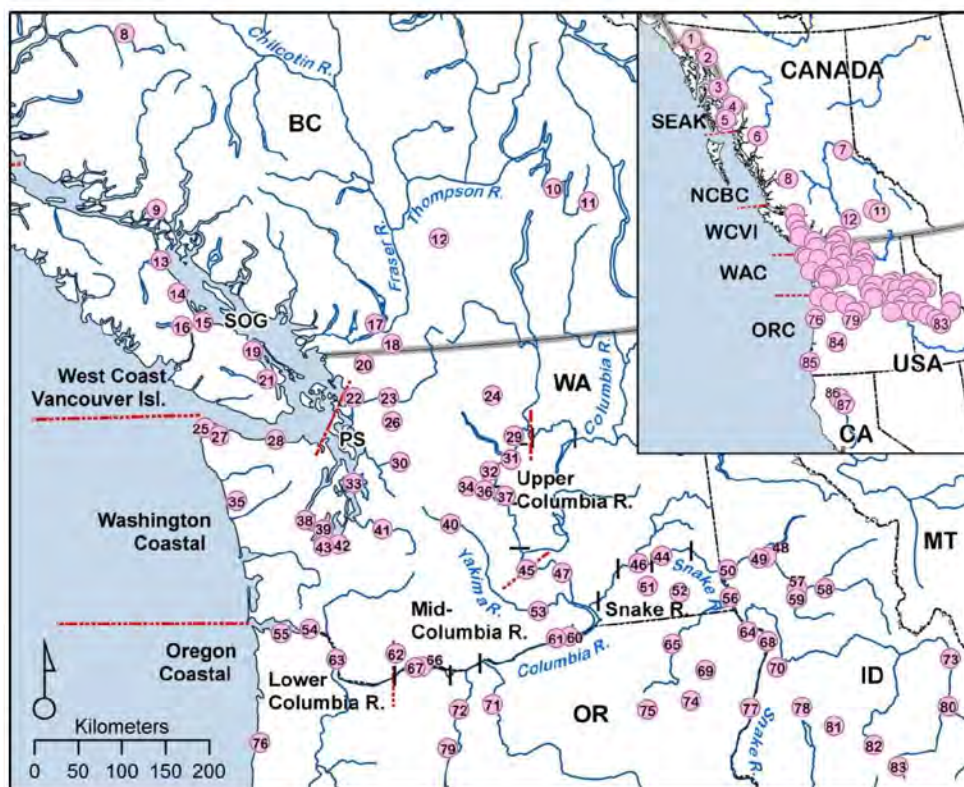 8
Chilcotin R.
BC
10
11
Thompson R.
9
12
Fraser R.
13
14
15
16
SOG
17
18
19
20
21
West Coast
Vancouver Isl.
22
23
24
WA
Columbia R.
PS
25
27
28
26
29
30
31
32
33
Upper
Columbia R.
34
36
37
35
38
39
40
41
Washington
Coastal
43
42
Yakima R.
45
47
46
44
Snake R.
50
49
48
MT
51
52
56
57
59
58
53
Mid-
Columbia R.
Snake R.
61
60
55
54
Oregon
Coastal
63
62
67
66
Columbia R.
64
68
65
70
73
69
ID
Lower
Columbia R.
72
71
OR
75
74
77
78
80
Snake R.
81
82
83
76
79
Kilometers
0 50 100 150 200
1
2
CANADA
3
4
5
SEAK
6
7
8
NCBC
12
11
WCVI
WAC
76
79
83
ORC
84
85
USA
86
87
CA